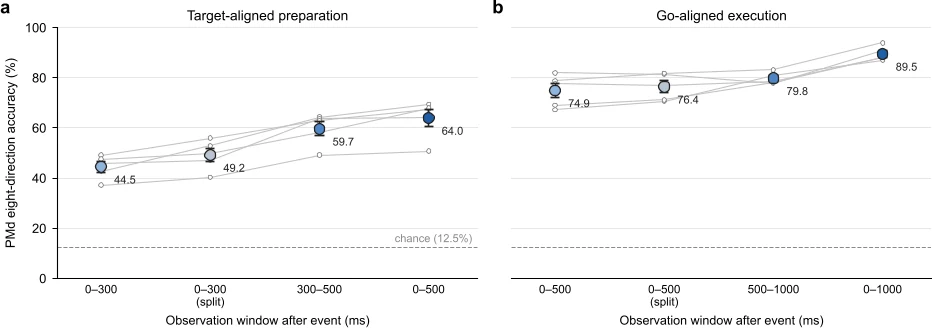 a
Target-aligned preparation
PMd eight-direction accuracy (%)
100
80
60
40
20
0
44.5
49.2
59.7
64.0
chance (12.5%)
0–300
0–300
(split)
300–500
0–500
Observation window after event (ms)
b
Go-aligned execution
74.9
76.4
79.8
89.5
0–500
0–500
(split)
500–1000
0–1000
Observation window after event (ms)